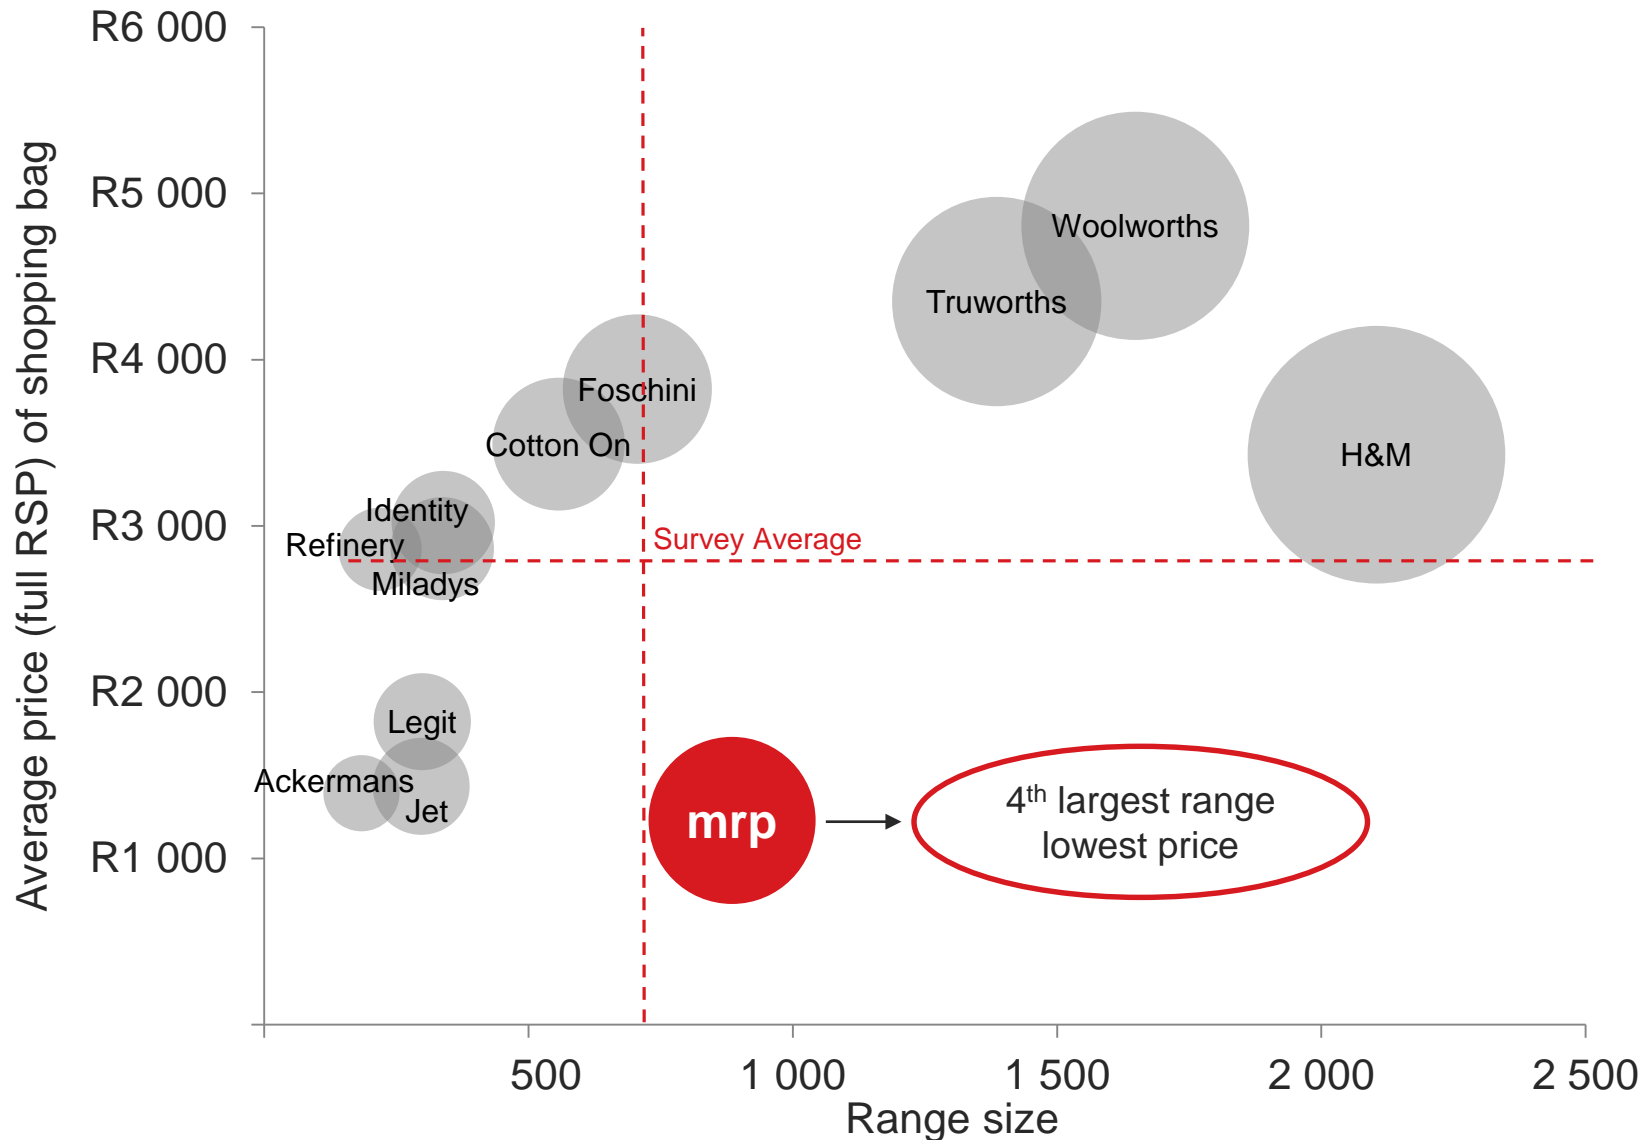 R6 000
R5 000
R4 000
R3 000
R2 000
R1 000
Average price (full RSP) of shopping bag
Woolworths
Truworths
Foschini
Cotton On
H&M
Identity
Refinery
Survey Average
Miladys
Legit
Ackermans
Jet
mrp
4th largest range
lowest price
500
1 000
1 500
2 000
2 500
Range size